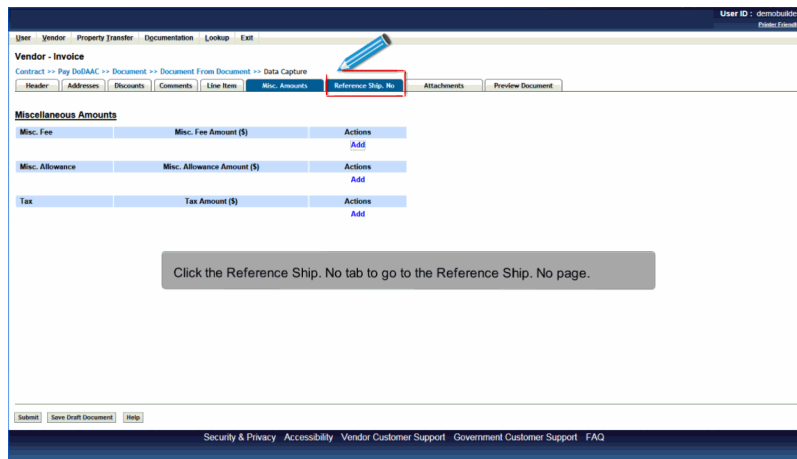 User ID : demobuilde
Printer Friendl
User Vendor Property Transfer Documentation Lookup Exit
Vendor - Invoice
Contract >> Pay DoDAAC >> Document >> Document From Document >> Data Capture
Header Addresses Discounts Comments Line Item Misc. Amounts Reference Ship. No Attachments Preview Document
Miscellaneous Amounts
Misc. Fee Misc. Fee Amount ($) Actions
Add
Misc. Allowance Misc. Allowance Amount ($) Actions
Add
Tax Tax Amount ($) Actions
Add
Click the Reference Ship. No tab to go to the Reference Ship. No page.
Submit Save Draft Document Help
Security & Privacy Accessibility Vendor Customer Support Government Customer Support FAQ